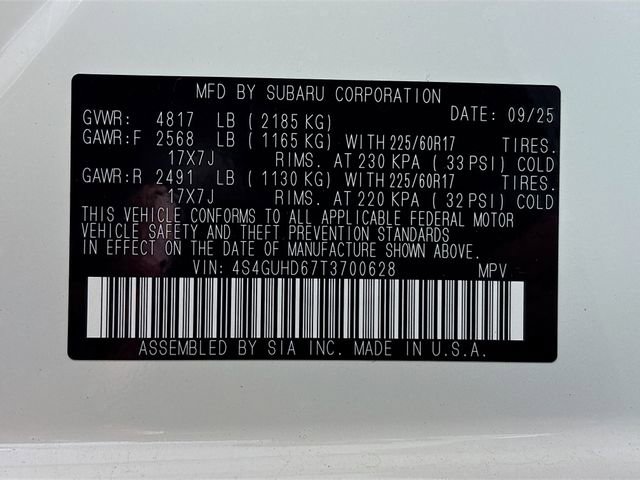 MFD BY SUBARU CORPORATION
GVWR: 4817 LB (2185 KG) DATE: 09/25
GAWR:F 2568 LB (1165 KG) WITH 225/60R17 TIRES.
17X7J RIMS. AT 230 KPA (33 PSI) COLD
GAWR:R 2491 LB (1130 KG) WITH 225/60R17 TIRES.
17X7J RIMS. AT 220 KPA (32 PSI) COLD
THIS VEHICLE CONFORMS TO ALL APPLICABLE FEDERAL MOTOR
VEHICLE SAFETY AND THEFT PREVENTION STANDARDS
IN EFFECT ON THE DATE OF MANUFACTURE SHOWN ABOVE.
VIN: 4S4GUHD67T3700628 MPV
ASSEMBLED BY SIA INC. MADE IN U.S.A.